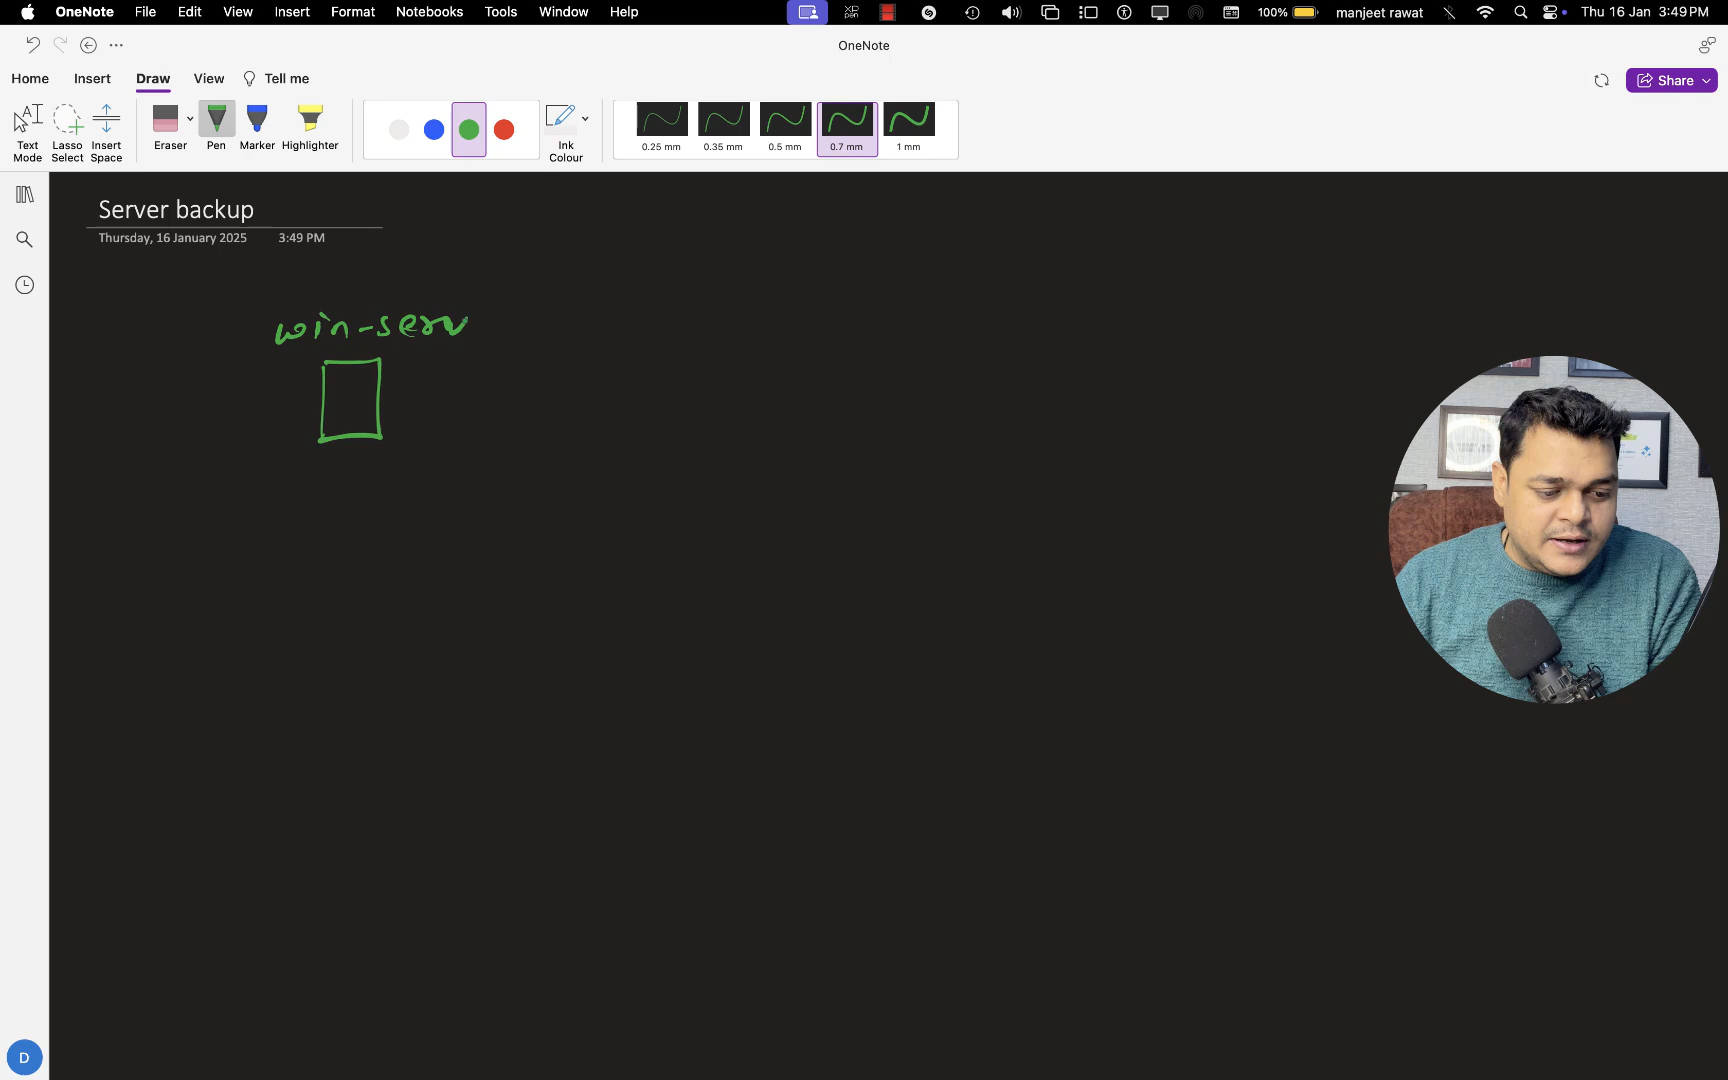 OneNote File Edit View Insert Format Notebooks Tools Window Help XP pen 100% manjeet rawat Thu 16 Jan 3:49 PM
OneNote
Home Insert Draw View Tell me Share
Text Mode Lasso Select Insert Space Eraser Pen Marker Highlighter Ink Colour 0.25 mm 0.35 mm 0.5 mm 0.7 mm 1 mm
Server backup
Thursday, 16 January 2025 3:49 PM
win-serv
D